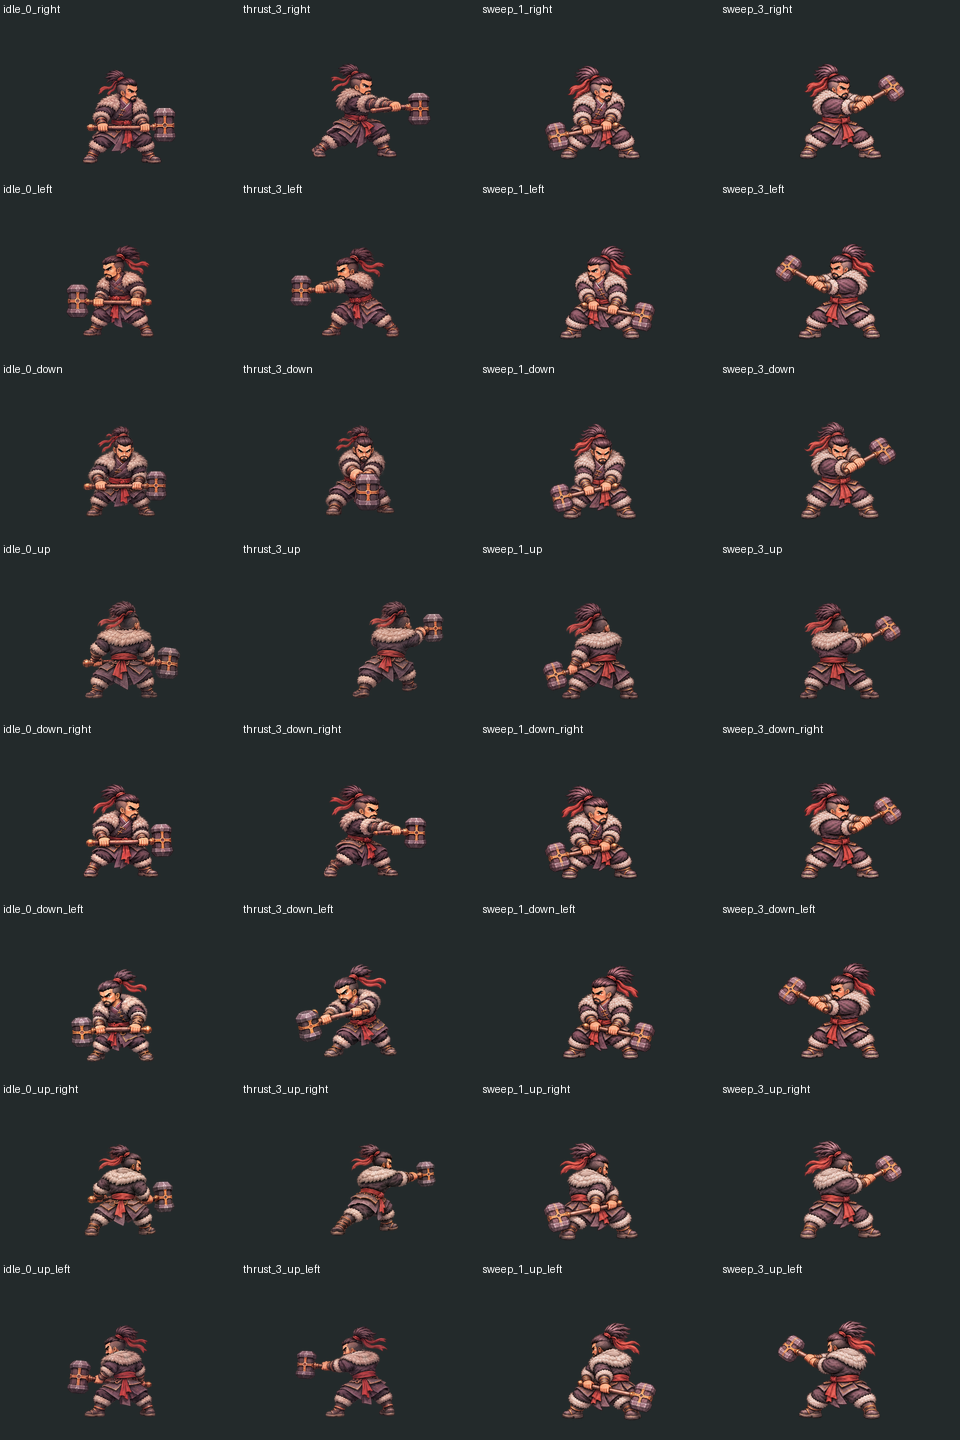 idle_0_right thrust_3_right sweep_1_right sweep_3_right
idle_0_left thrust_3_left sweep_1_left sweep_3_left
idle_0_down thrust_3_down sweep_1_down sweep_3_down
idle_0_up thrust_3_up sweep_1_up sweep_3_up
idle_0_down_right thrust_3_down_right sweep_1_down_right sweep_3_down_right
idle_0_down_left thrust_3_down_left sweep_1_down_left sweep_3_down_left
idle_0_up_right thrust_3_up_right sweep_1_up_right sweep_3_up_right
idle_0_up_left thrust_3_up_left sweep_1_up_left sweep_3_up_left